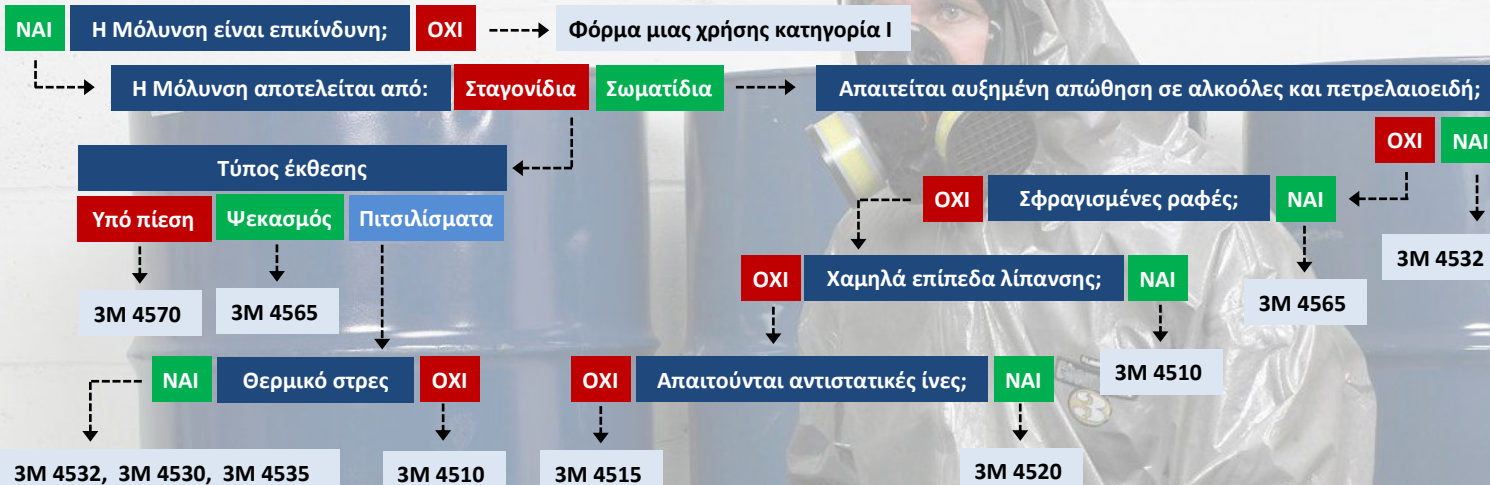 ΝΑΙ Η Μόλυνση είναι επικίνδυνη; ΟΧΙ Φόρμα μιας χρήσης κατηγορία Ι
Η Μόλυνση αποτελείται από: Σταγονίδια Σωματίδια Απαιτείται αυξημένη απώθηση σε αλκοόλες και πετρελαιοειδή;
ΟΧΙ ΝΑΙ
Τύπος έκθεσης
Υπό πίεση Ψεκασμός Πιτσιλίσματα
ΟΧΙ Σφραγισμένες ραφές; ΝΑΙ
3M 4532
ΟΧΙ Χαμηλά επίπεδα λίπανσης; ΝΑΙ
3M 4570 3M 4565
3M 4565
ΝΑΙ Θερμικό στρες ΟΧΙ
ΟΧΙ Απαιτούνται αντιστατικές ίνες; ΝΑΙ
3M 4510
3M 4532, 3M 4530, 3M 4535
3M 4510
3M 4515
3M 4520